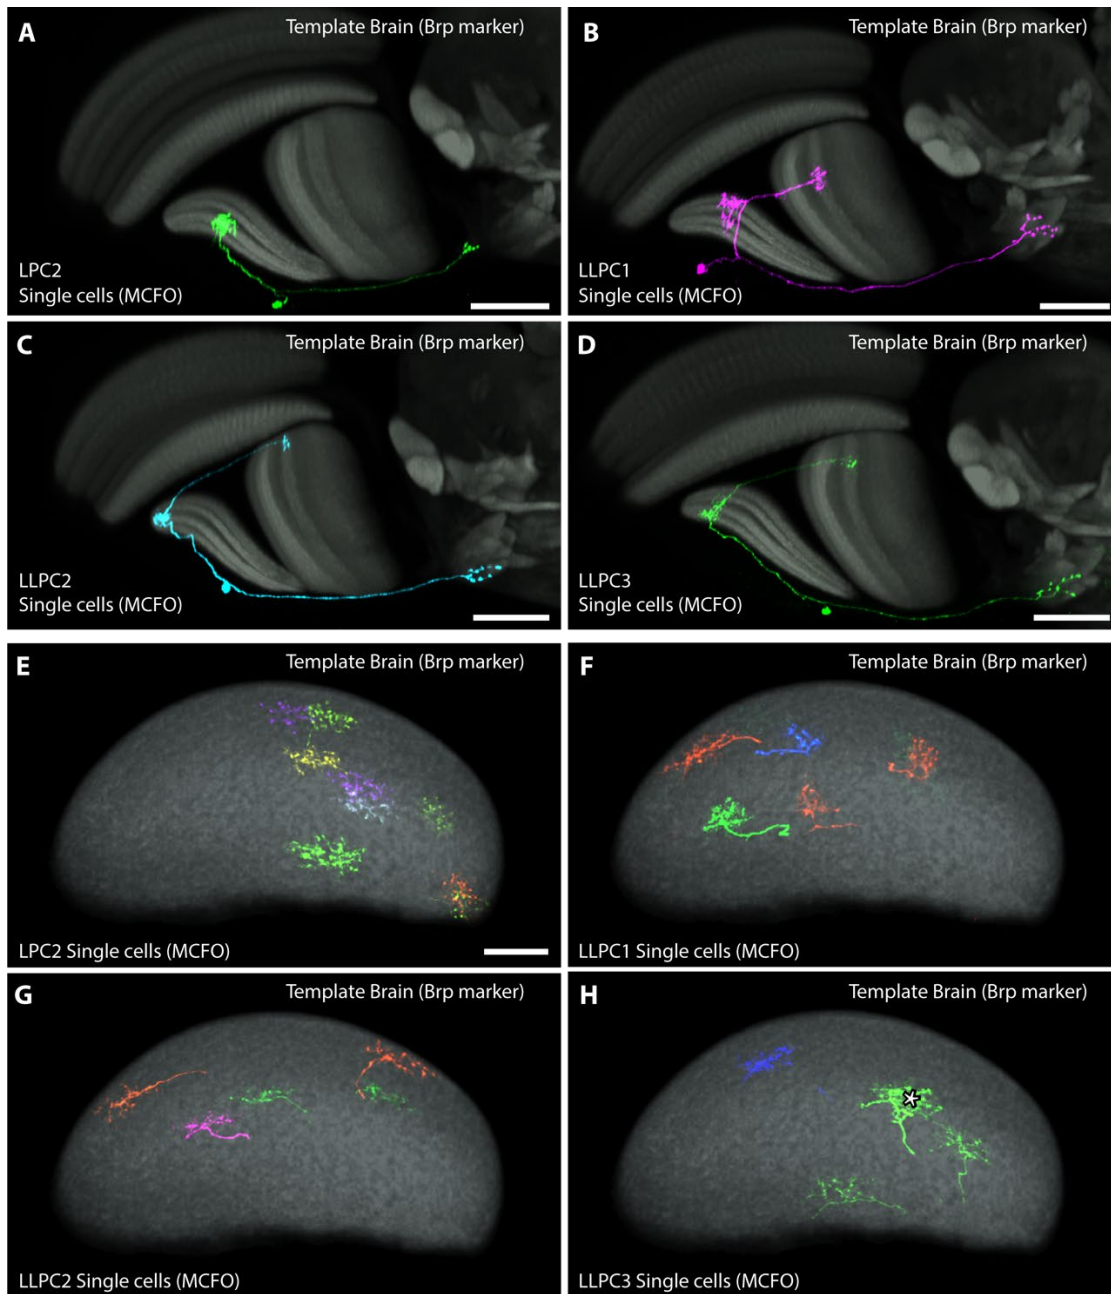 A
Template Brain (Brp marker)
LPC2
Single cells (MCFO)
B
Template Brain (Brp marker)
LLPC1
Single cells (MCFO)
C
Template Brain (Brp marker)
LLPC2
Single cells (MCFO)
D
Template Brain (Brp marker)
LLPC3
Single cells (MCFO)
E
Template Brain (Brp marker)
LPC2 Single cells (MCFO)
F
Template Brain (Brp marker)
LLPC1 Single cells (MCFO)
G
Template Brain (Brp marker)
LLPC2 Single cells (MCFO)
H
Template Brain (Brp marker)
*
LLPC3 Single cells (MCFO)